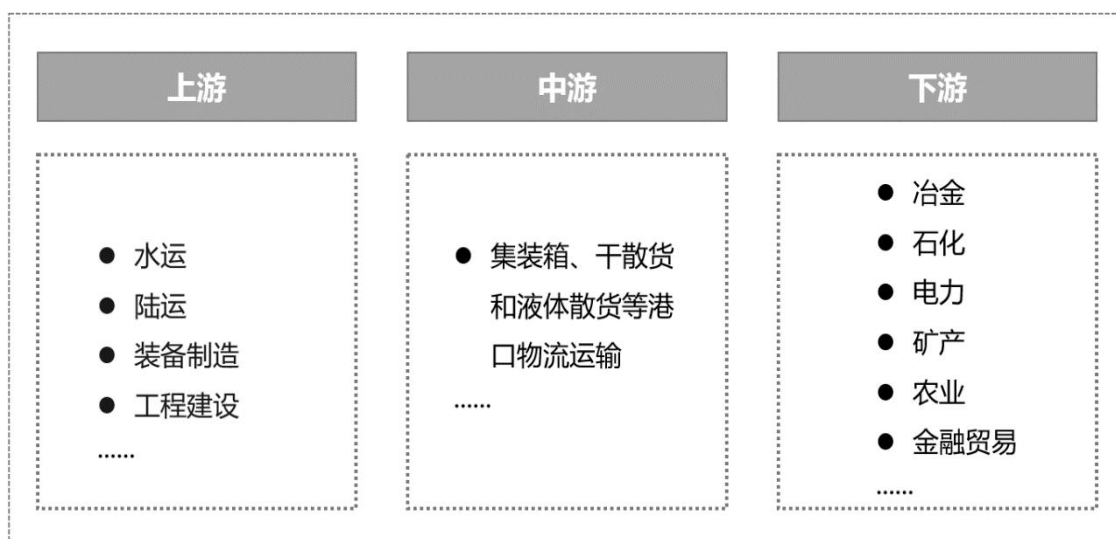 上游
● 水运
● 陆运
● 装备制造
● 工程建设
......
中游
● 集装箱、干散货
和液体散货等港
口物流运输
......
下游
● 冶金
● 石化
● 电力
● 矿产
● 农业
● 金融贸易
......